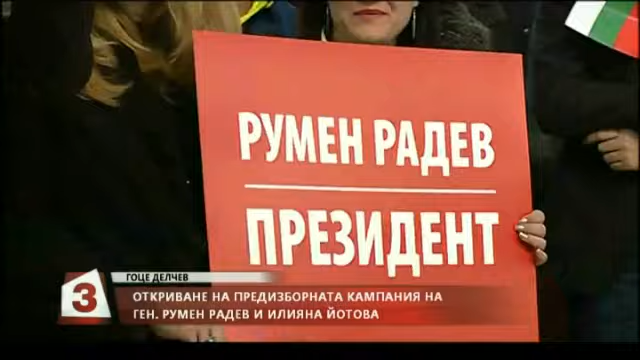 РУМЕН РАДЕВ
ПРЕЗИДЕНТ
ГОЦЕ ДЕЛЧЕВ
3
ОТКРИВАНЕ НА ПРЕДИЗБОРНАТА КАМПАНИЯ НА
ГЕН. РУМЕН РАДЕВ И ИЛИЯНА ЙОТОВА